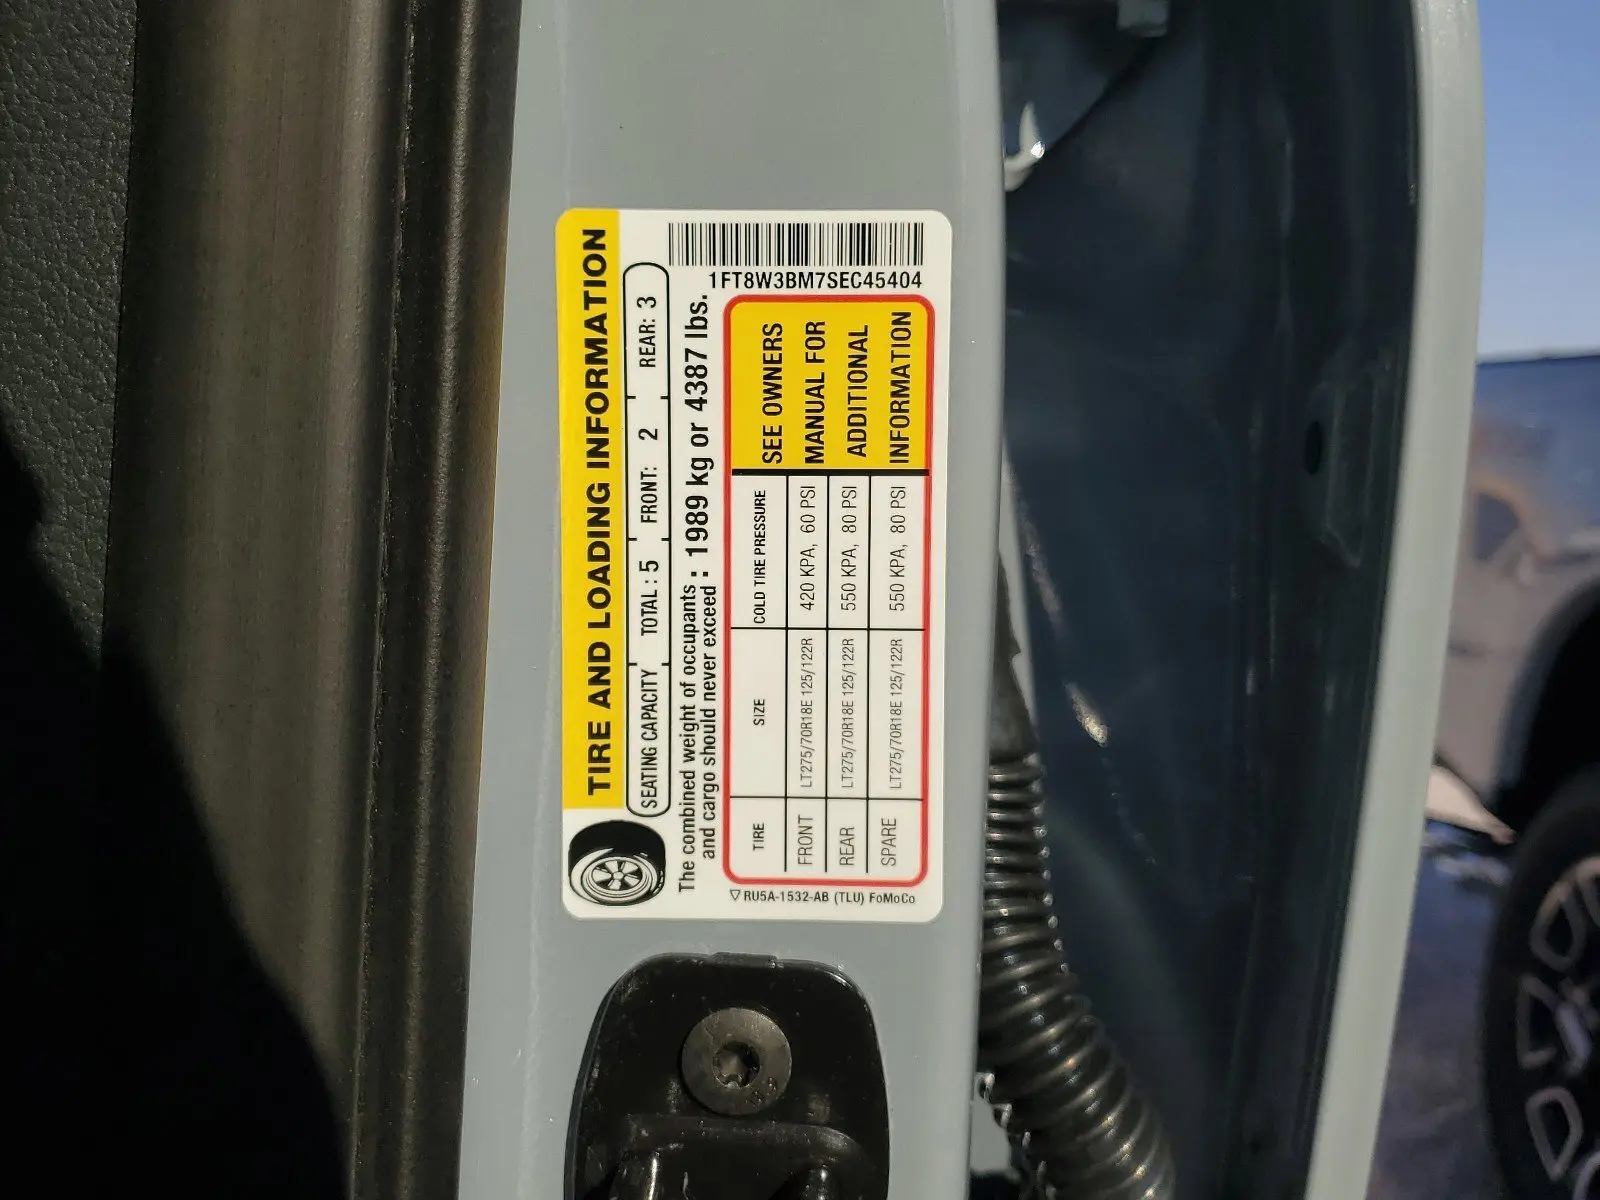 TIRE AND LOADING INFORMATION
SEATING CAPACITY TOTAL : 5 FRONT: 2 REAR: 3
The combined weight of occupants
and cargo should never exceed : 1989 kg or 4387 lbs.
TIRE SIZE COLD TIRE PRESSURE
FRONT LT275/70R18E 125/122R 420 KPA, 60 PSI
REAR LT275/70R18E 125/122R 550 KPA, 80 PSI
SPARE LT275/70R18E 125/122R 550 KPA, 80 PSI
SEE OWNERS
MANUAL FOR
ADDITIONAL
INFORMATION
1FT8W3BM7SEC45404
RU5A-1532-AB (TLU) FoMoCo